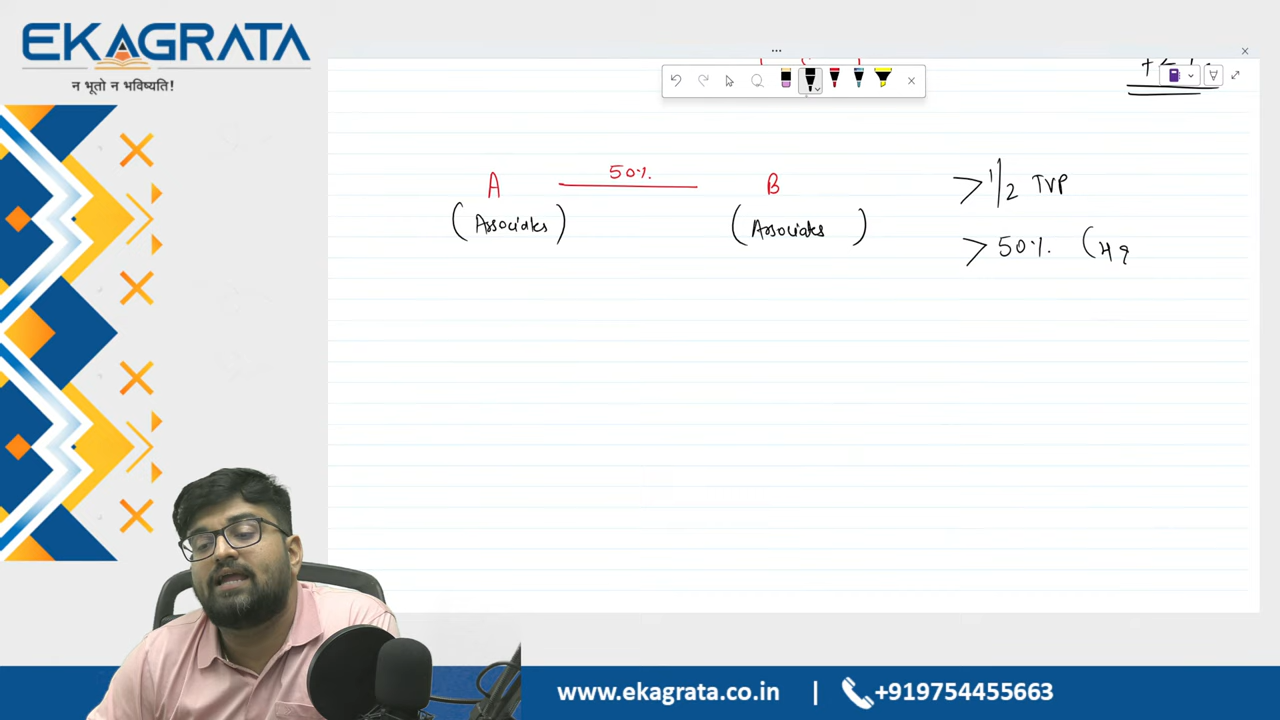 EKAGRATA
न भूतो न भविष्यति!
A 50% B
(Associates) (Associates)
> 1/2 TVP
> 50% (H
www.ekagrata.co.in | +919754455663